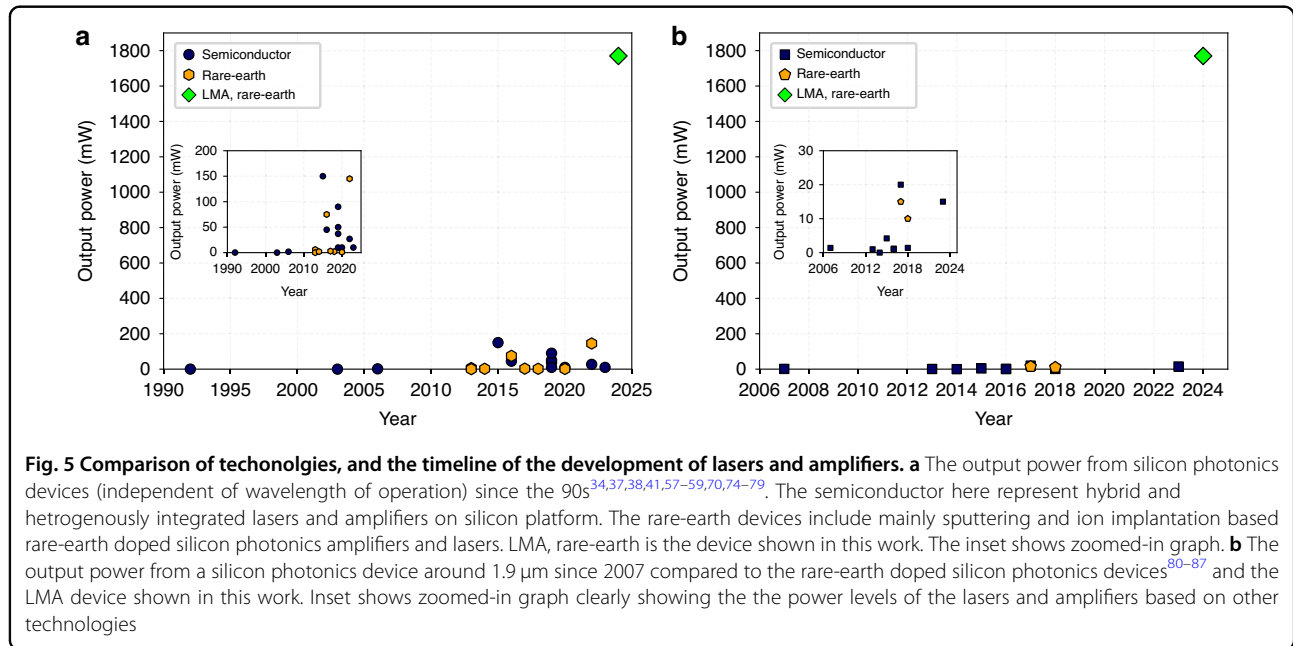 a
1800
1600
1400
1200
1000
800
600
400
200
0
Output power (mW)
Semiconductor
Rare-earth
LMA, rare-earth
200
150
100
50
0
Output power (mW)
1990 2000 2010 2020
Year
1990 1995 2000 2005 2010 2015 2020 2025
Year
b
1800
1600
1400
1200
1000
800
600
400
200
0
Output power (mW)
Semiconductor
Rare-earth
LMA, rare-earth
30
20
10
0
Output power (mW)
2006 2012 2018 2024
Year
2006 2008 2010 2012 2014 2016 2018 2020 2022 2024
Year
Fig. 5 Comparison of techonolgies, and the timeline of the development of lasers and amplifiers. a The output power from silicon photonics
devices (independent of wavelength of operation) since the 90s34,37,38,41,57–59,70,74–79. The semiconductor here represent hybrid and
hetrogenously integrated lasers and amplifiers on silicon platform. The rare-earth devices include mainly sputtering and ion implantation based
rare-earth doped silicon photonics amplifiers and lasers. LMA, rare-earth is the device shown in this work. The inset shows zoomed-in graph. b The
output power from a silicon photonics device around 1.9 μm since 2007 compared to the rare-earth doped silicon photonics devices80–87 and the
LMA device shown in this work. Inset shows zoomed-in graph clearly showing the the power levels of the lasers and amplifiers based on other
technologies